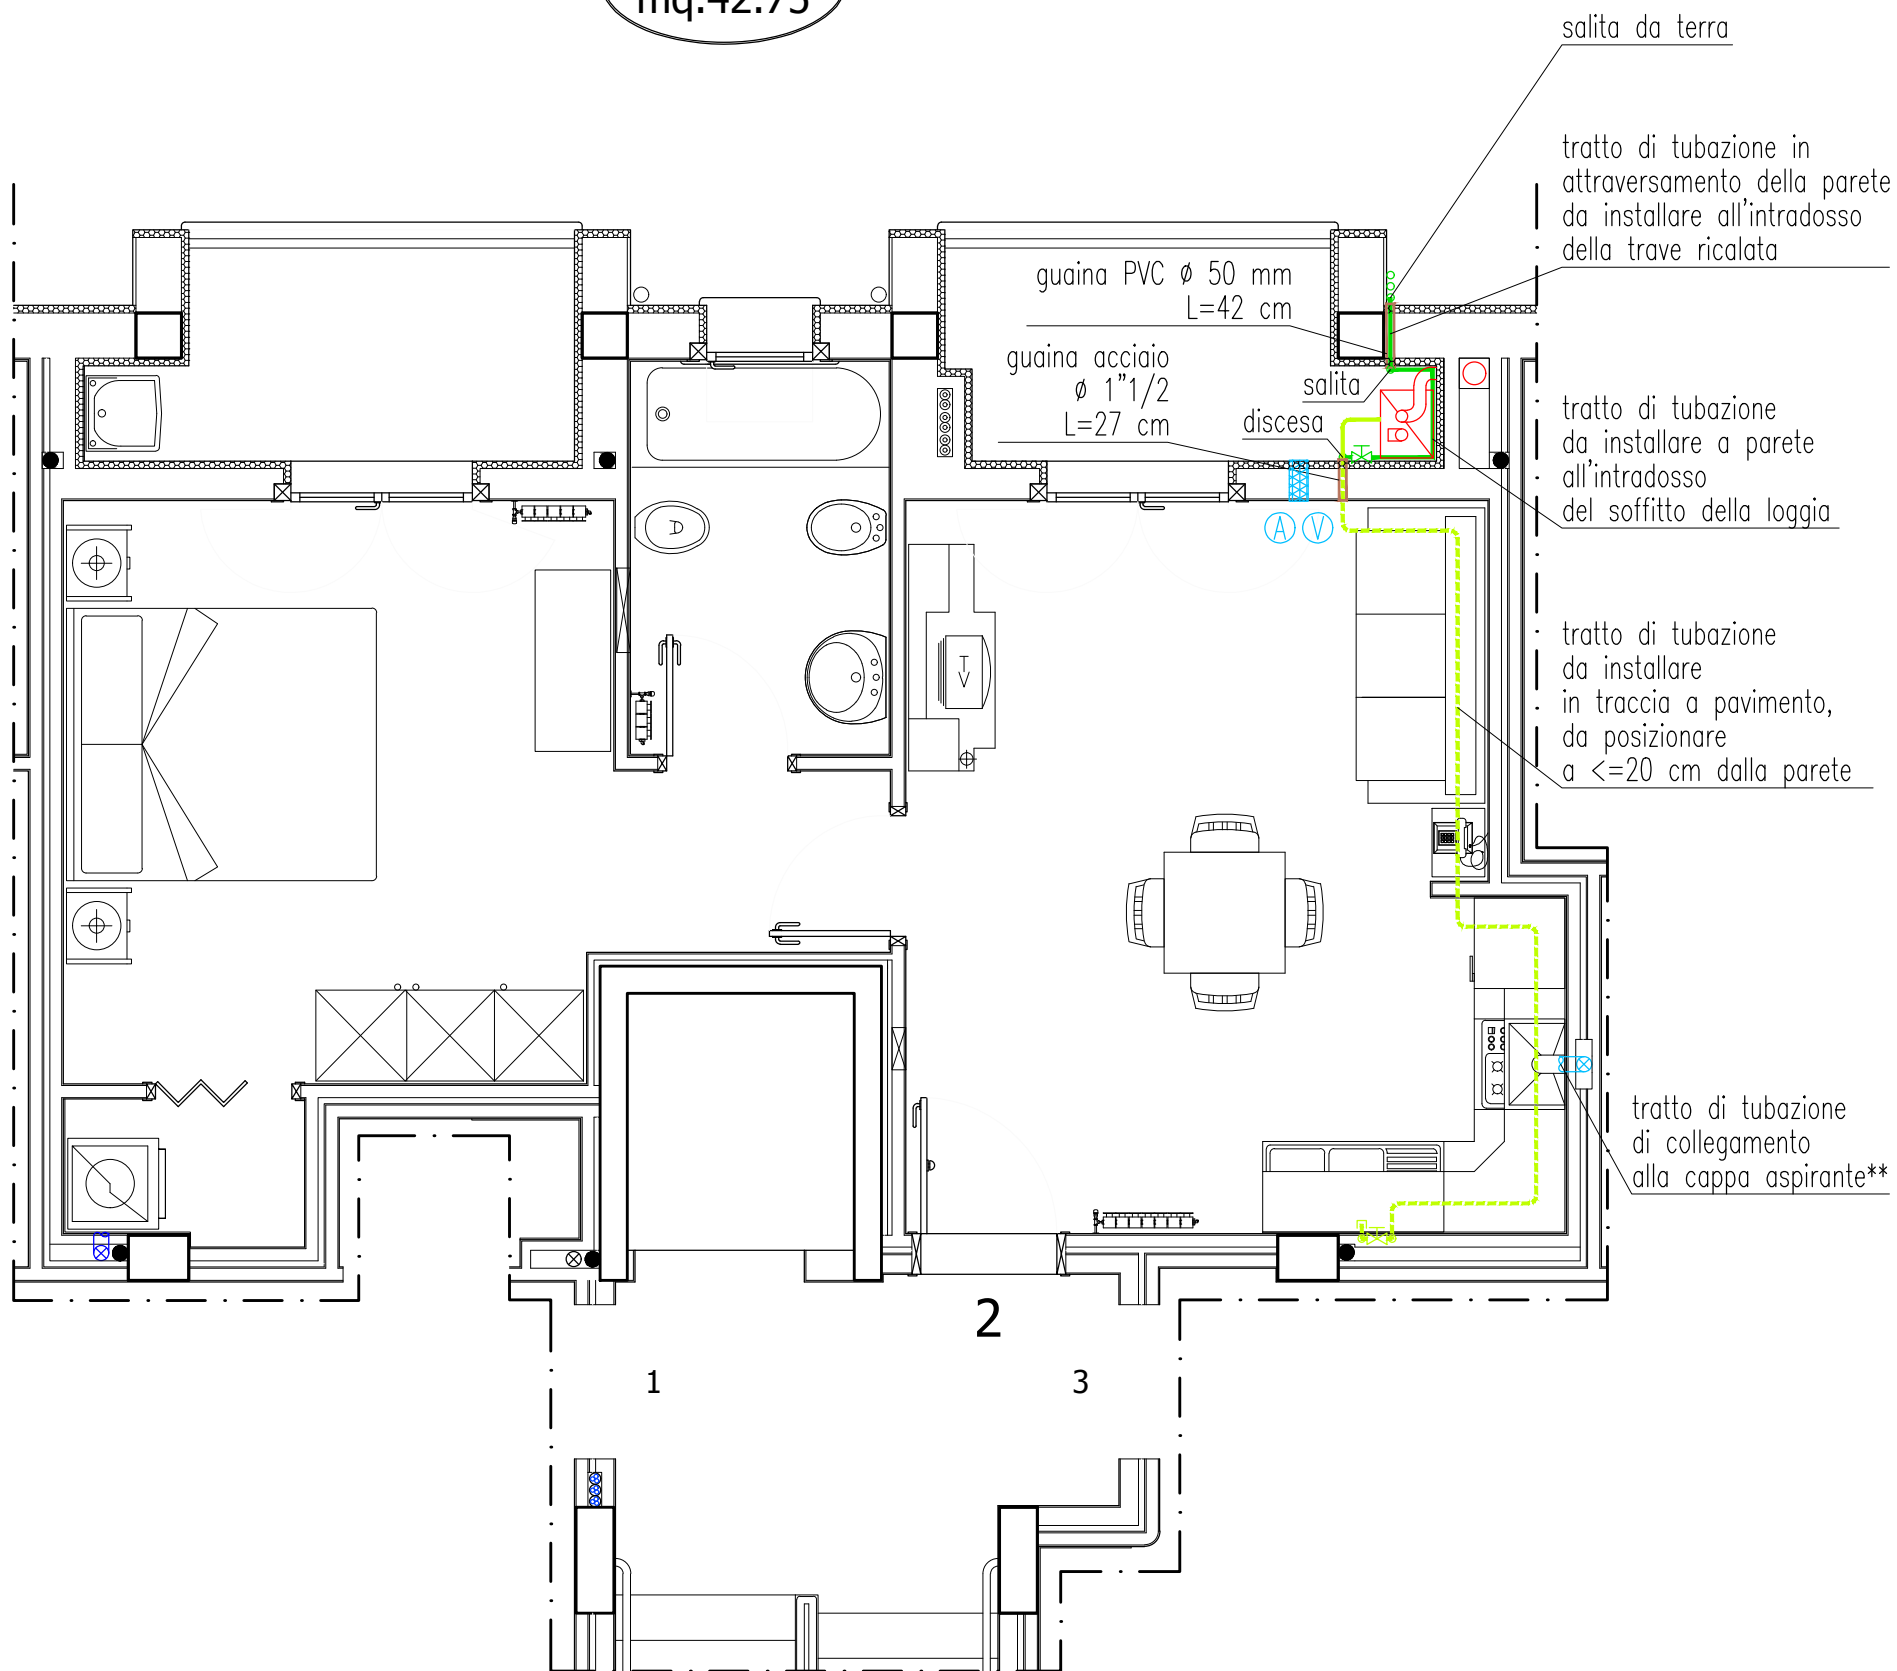 mq.42.75
salita da terra
tratto di tubazione in
attraversamento della parete
da installare all'intradosso
della trave ricalata
guaina PVC ø 50 mm
L=42 cm
guaina acciaio
ø 1"1/2
L=27 cm
salita
discesa
tratto di tubazione
da installare a parete
all'intradosso
del soffitto della loggia
A V
A
T
V
tratto di tubazione
da installare
in traccia a pavimento,
da posizionare
a <=20 cm dalla parete
tratto di tubazione
di collegamento
alla cappa aspirante**
2
1
3